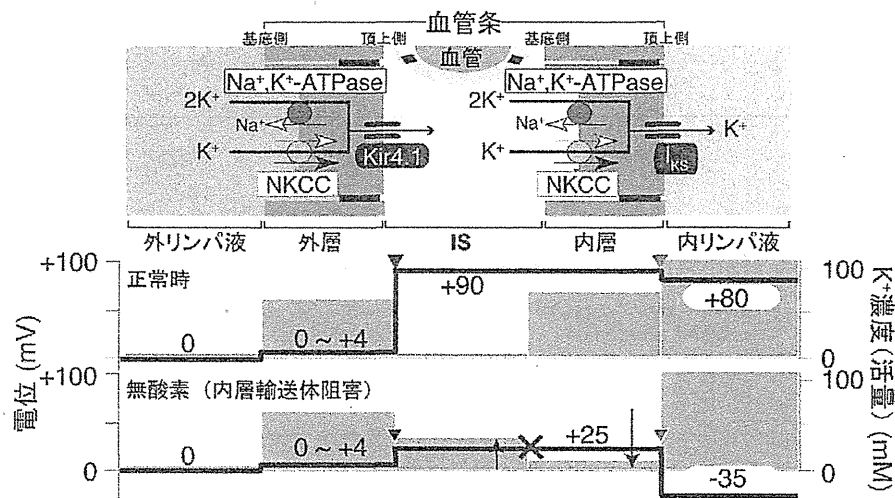 血管条
基底側 頂上側 基底側 頂上側
血管
Na⁺,K⁺-ATPase Na⁺,K⁺-ATPase
2K⁺ 2K⁺
Na⁺ Na⁺ K⁺
K⁺ Kir4.1 K⁺ Iks
NKCC NKCC
外リンパ液 外層 IS 内層 内リンパ液
+100 正常時 100
+90 +80
0 0 ~ +4 0
+100 無酸素（内層輸送体阻害） 100
0 0 ~ +4 +25
0 -35 0
電位 (mV)
K⁺濃度(活量) (mM)